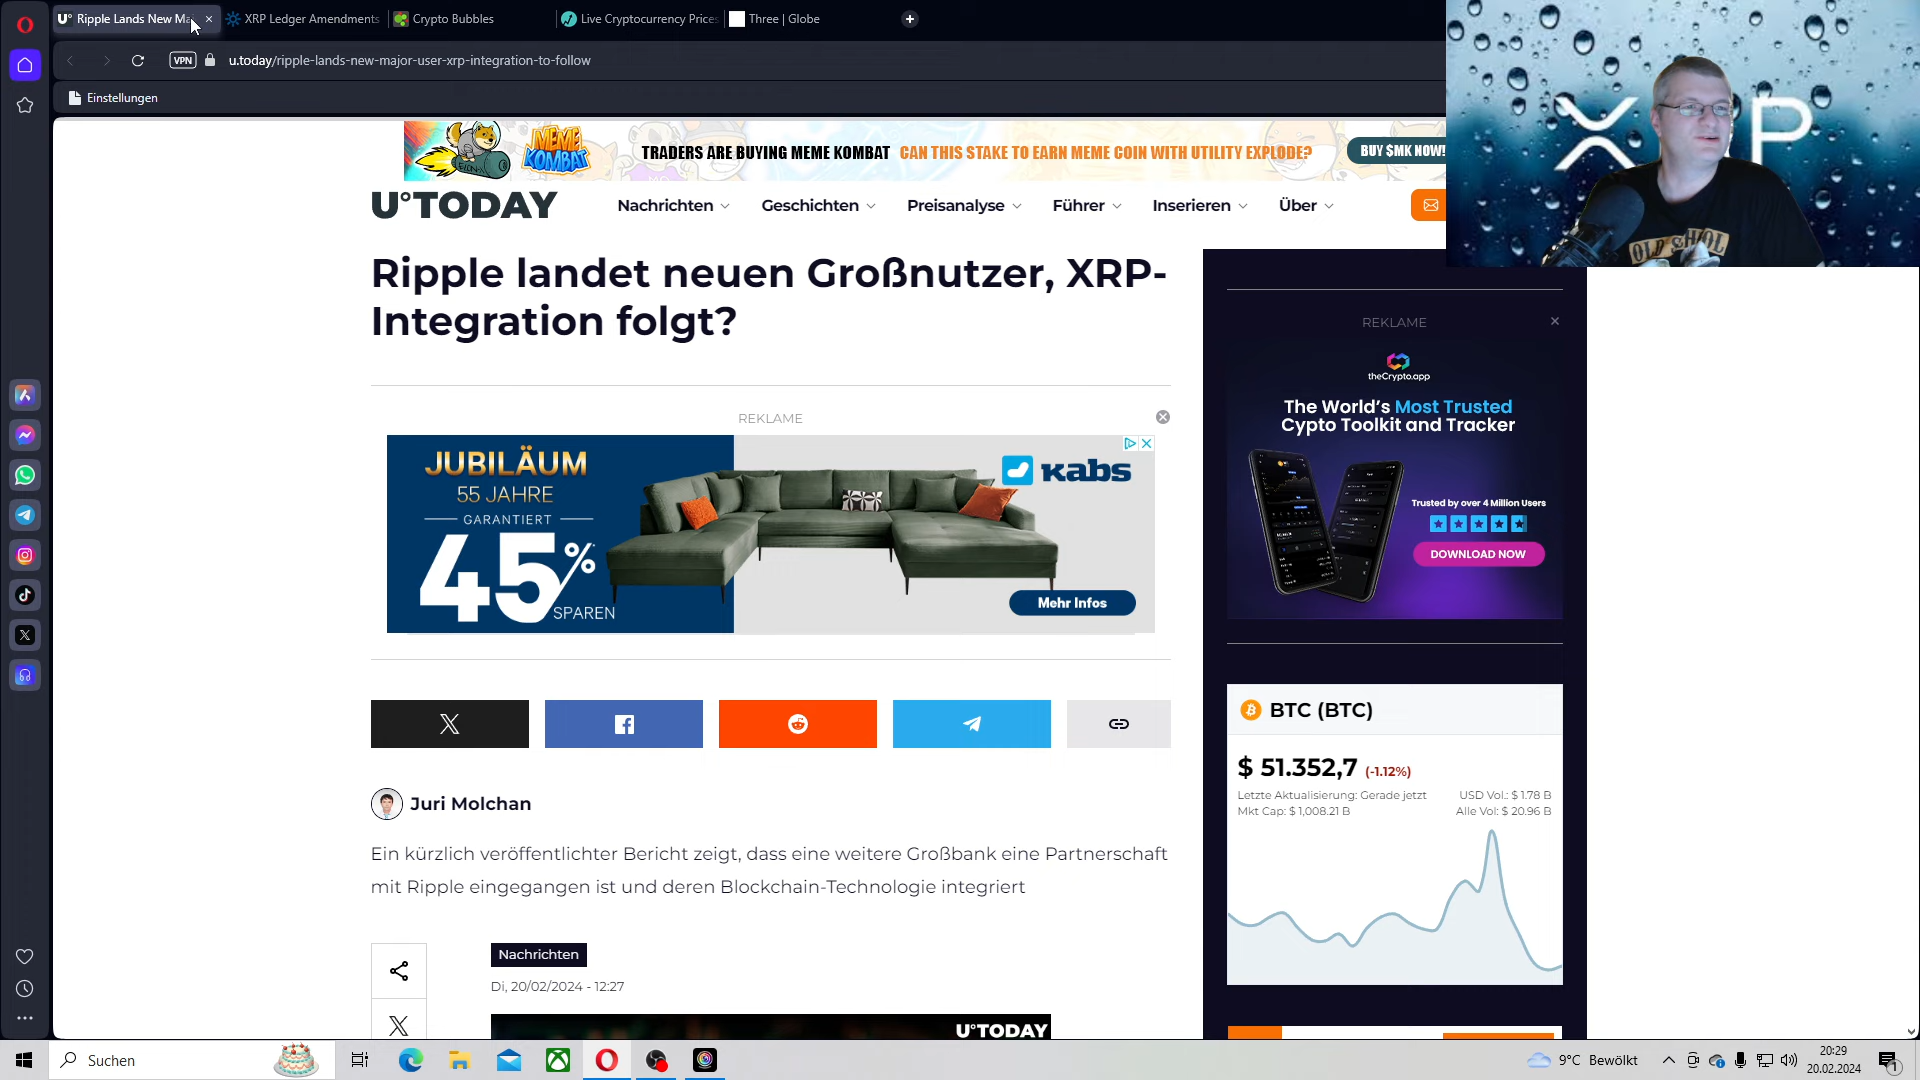 Ripple Lands New Ma
XRP Ledger Amendments
Crypto Bubbles
Live Cryptocurrency Prices
Three | Globe
VPN
u.today/ripple-lands-new-major-user-xrp-integration-to-follow
Einstellungen
MEME KOMBAT
TRADERS ARE BUYING MEME KOMBAT CAN THIS STAKE TO EARN MEME COIN WITH UTILITY EXPLODE?
BUY $MK NOW!
U°TODAY
Nachrichten
Geschichten
Preisanalyse
Führer
Inserieren
Über
XRP
OLD SCHOOL
Ripple landet neuen Großnutzer, XRP-
Integration folgt?
REKLAME
JUBILÄUM
55 JAHRE
GARANTIERT
45%
SPAREN
kabs
Mehr Infos
Juri Molchan
Ein kürzlich veröffentlichter Bericht zeigt, dass eine weitere Großbank eine Partnerschaft
mit Ripple eingegangen ist und deren Blockchain-Technologie integriert
Nachrichten
Di, 20/02/2024 - 12:27
U°TODAY
REKLAME
theCrypto.app
The World's Most Trusted
Cypto Toolkit and Tracker
Trusted by over 4 Million Users
DOWNLOAD NOW
BTC (BTC)
$ 51.352,7 (-1.12%)
Letzte Aktualisierung: Gerade jetzt
USD Vol.: $ 1.78 B
Mkt Cap: $ 1,008.21 B
Alle Vol: $ 20.96 B
Suchen
9°C Bewölkt
20:29
20.02.2024
1